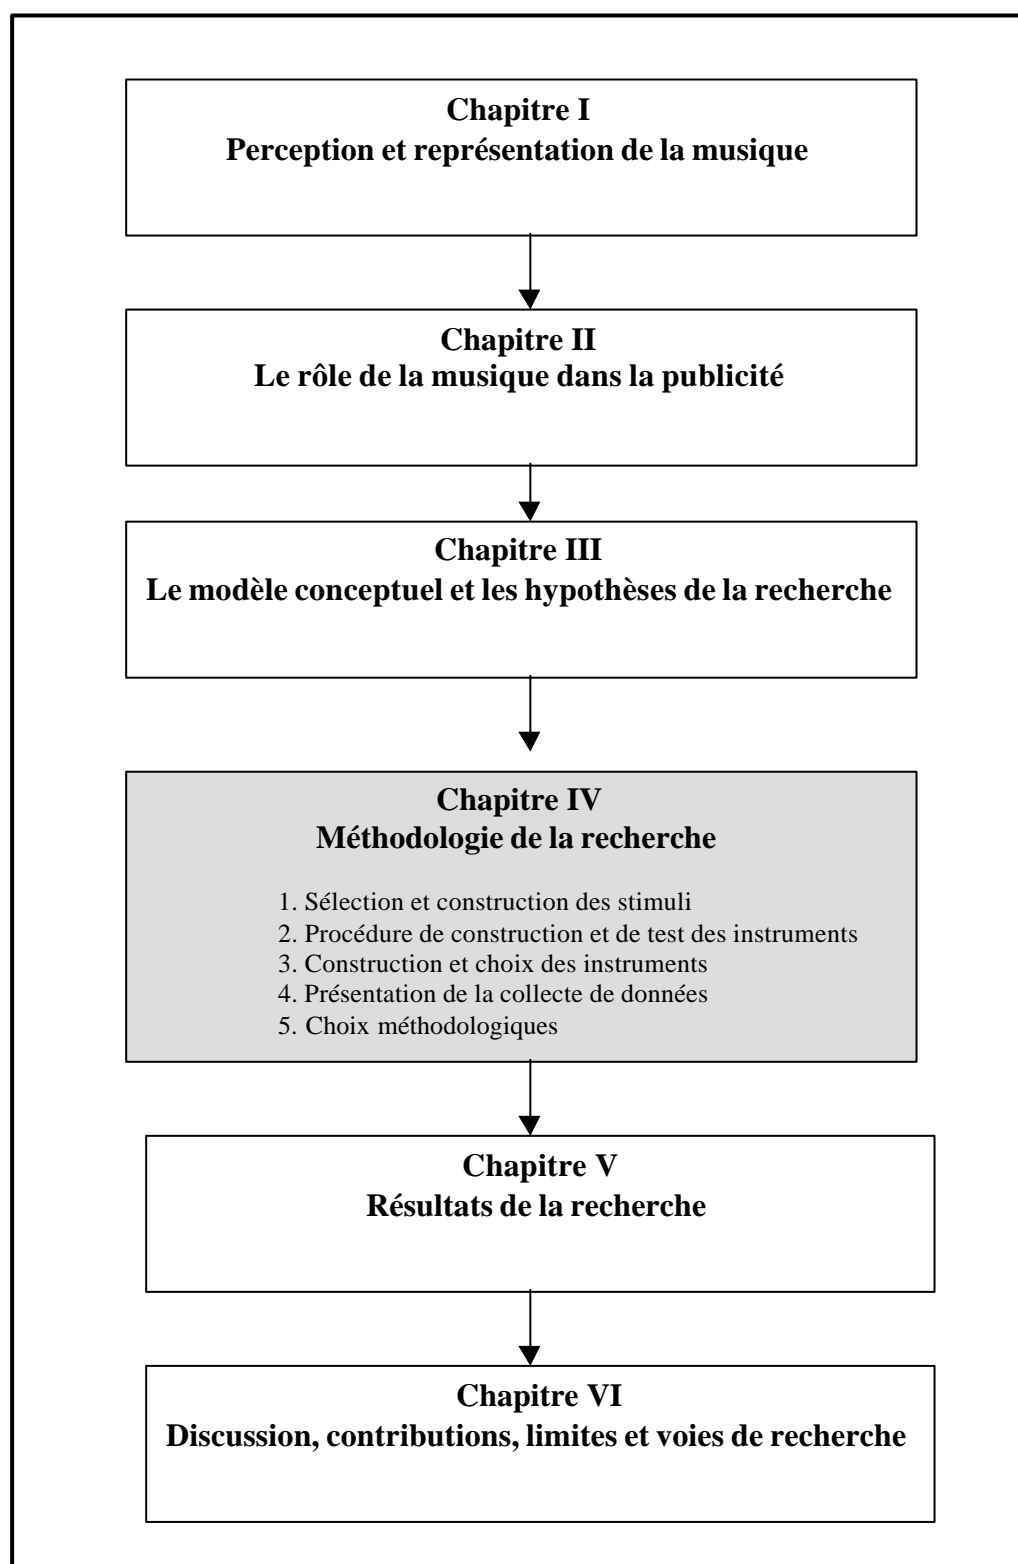 Chapitre I
Perception et représentation de la musique
Chapitre II
Le rôle de la musique dans la publicité
Chapitre III
Le modèle conceptuel et les hypothèses de la recherche
Chapitre IV
Méthodologie de la recherche
1. Sélection et construction des stimuli
2. Procédure de construction et de test des instruments
3. Construction et choix des instruments
4. Présentation de la collecte de données
5. Choix méthodologiques
Chapitre V
Résultats de la recherche
Chapitre VI
Discussion, contributions, limites et voies de recherche